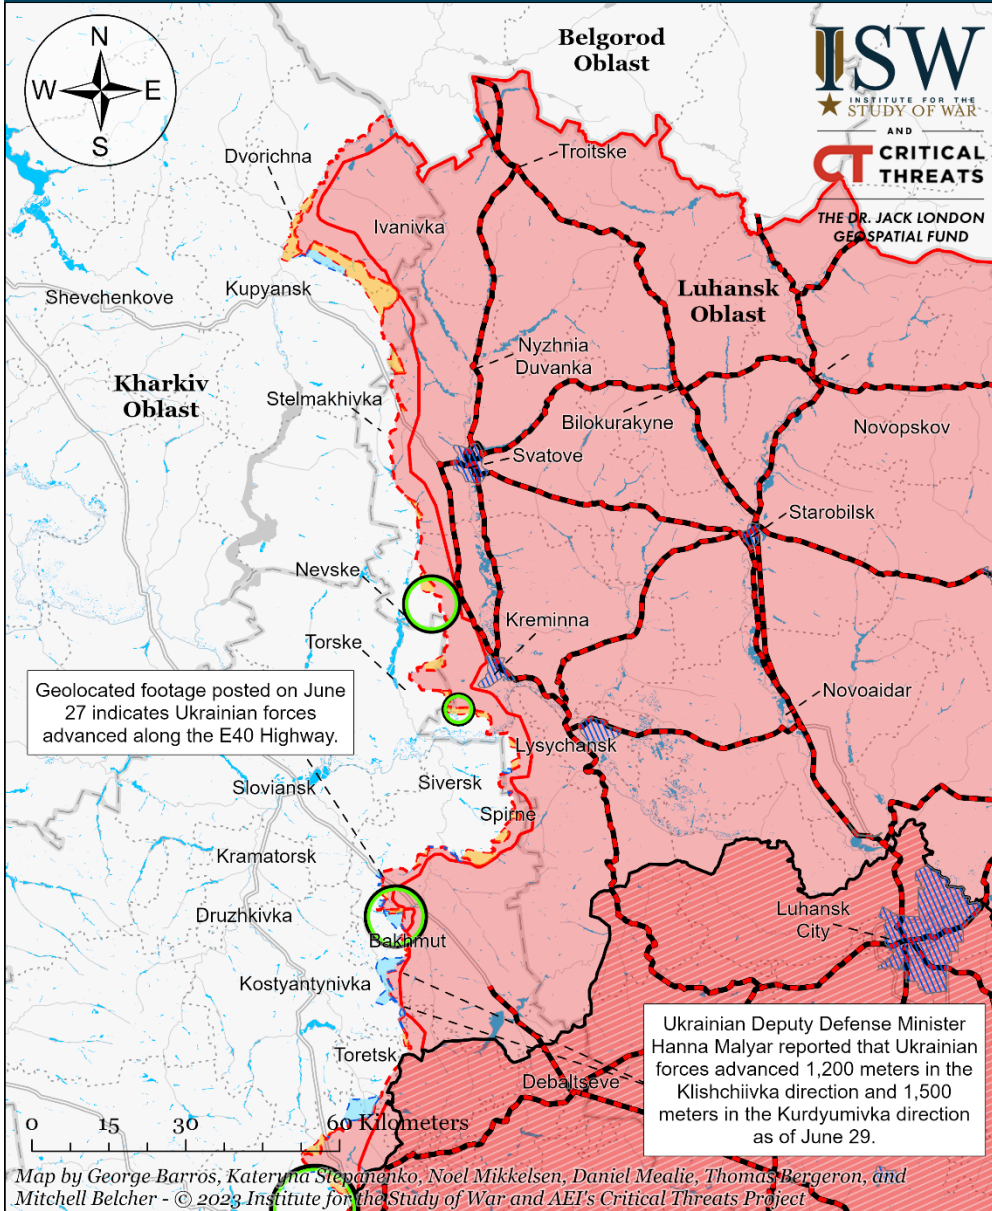 N
W
E
S
Belgorod
Oblast
ISW
INSTITUTE FOR THE
STUDY OF WAR
AND
CT CRITICAL
THREATS
THE DR. JACK LONDON
GEOSPATIAL FUND
Dvorichna
Troitske
Ivanivka
Kupyansk
Shevchenkove
Luhansk
Oblast
Kharkiv
Oblast
Nyzhnia
Duvanka
Stelmakhivka
Bilokurakyne
Novopskov
Svatove
Starobilsk
Nevske
Kreminna
Torske
Geolocated footage posted on June
27 indicates Ukrainian forces
advanced along the E40 Highway.
Novoaidar
Lysychansk
Sloviansk
Siversk
Spirne
Kramatorsk
Druzhkivka
Luhansk
City
Bakhmut
Kostyantynivka
Toretsk
Debaltseve
Ukrainian Deputy Defense Minister
Hanna Malyar reported that Ukrainian
forces advanced 1,200 meters in the
Klishchiivka direction and 1,500
meters in the Kurdyumivka direction
as of June 29.
0 15 30 60 Kilometers
Map by George Barros, Kateryna Stepanenko, Noel Mikkelsen, Daniel Mealie, Thomas Bergeron, and
Mitchell Belcher - © 2023 Institute for the Study of War and AEI's Critical Threats Project